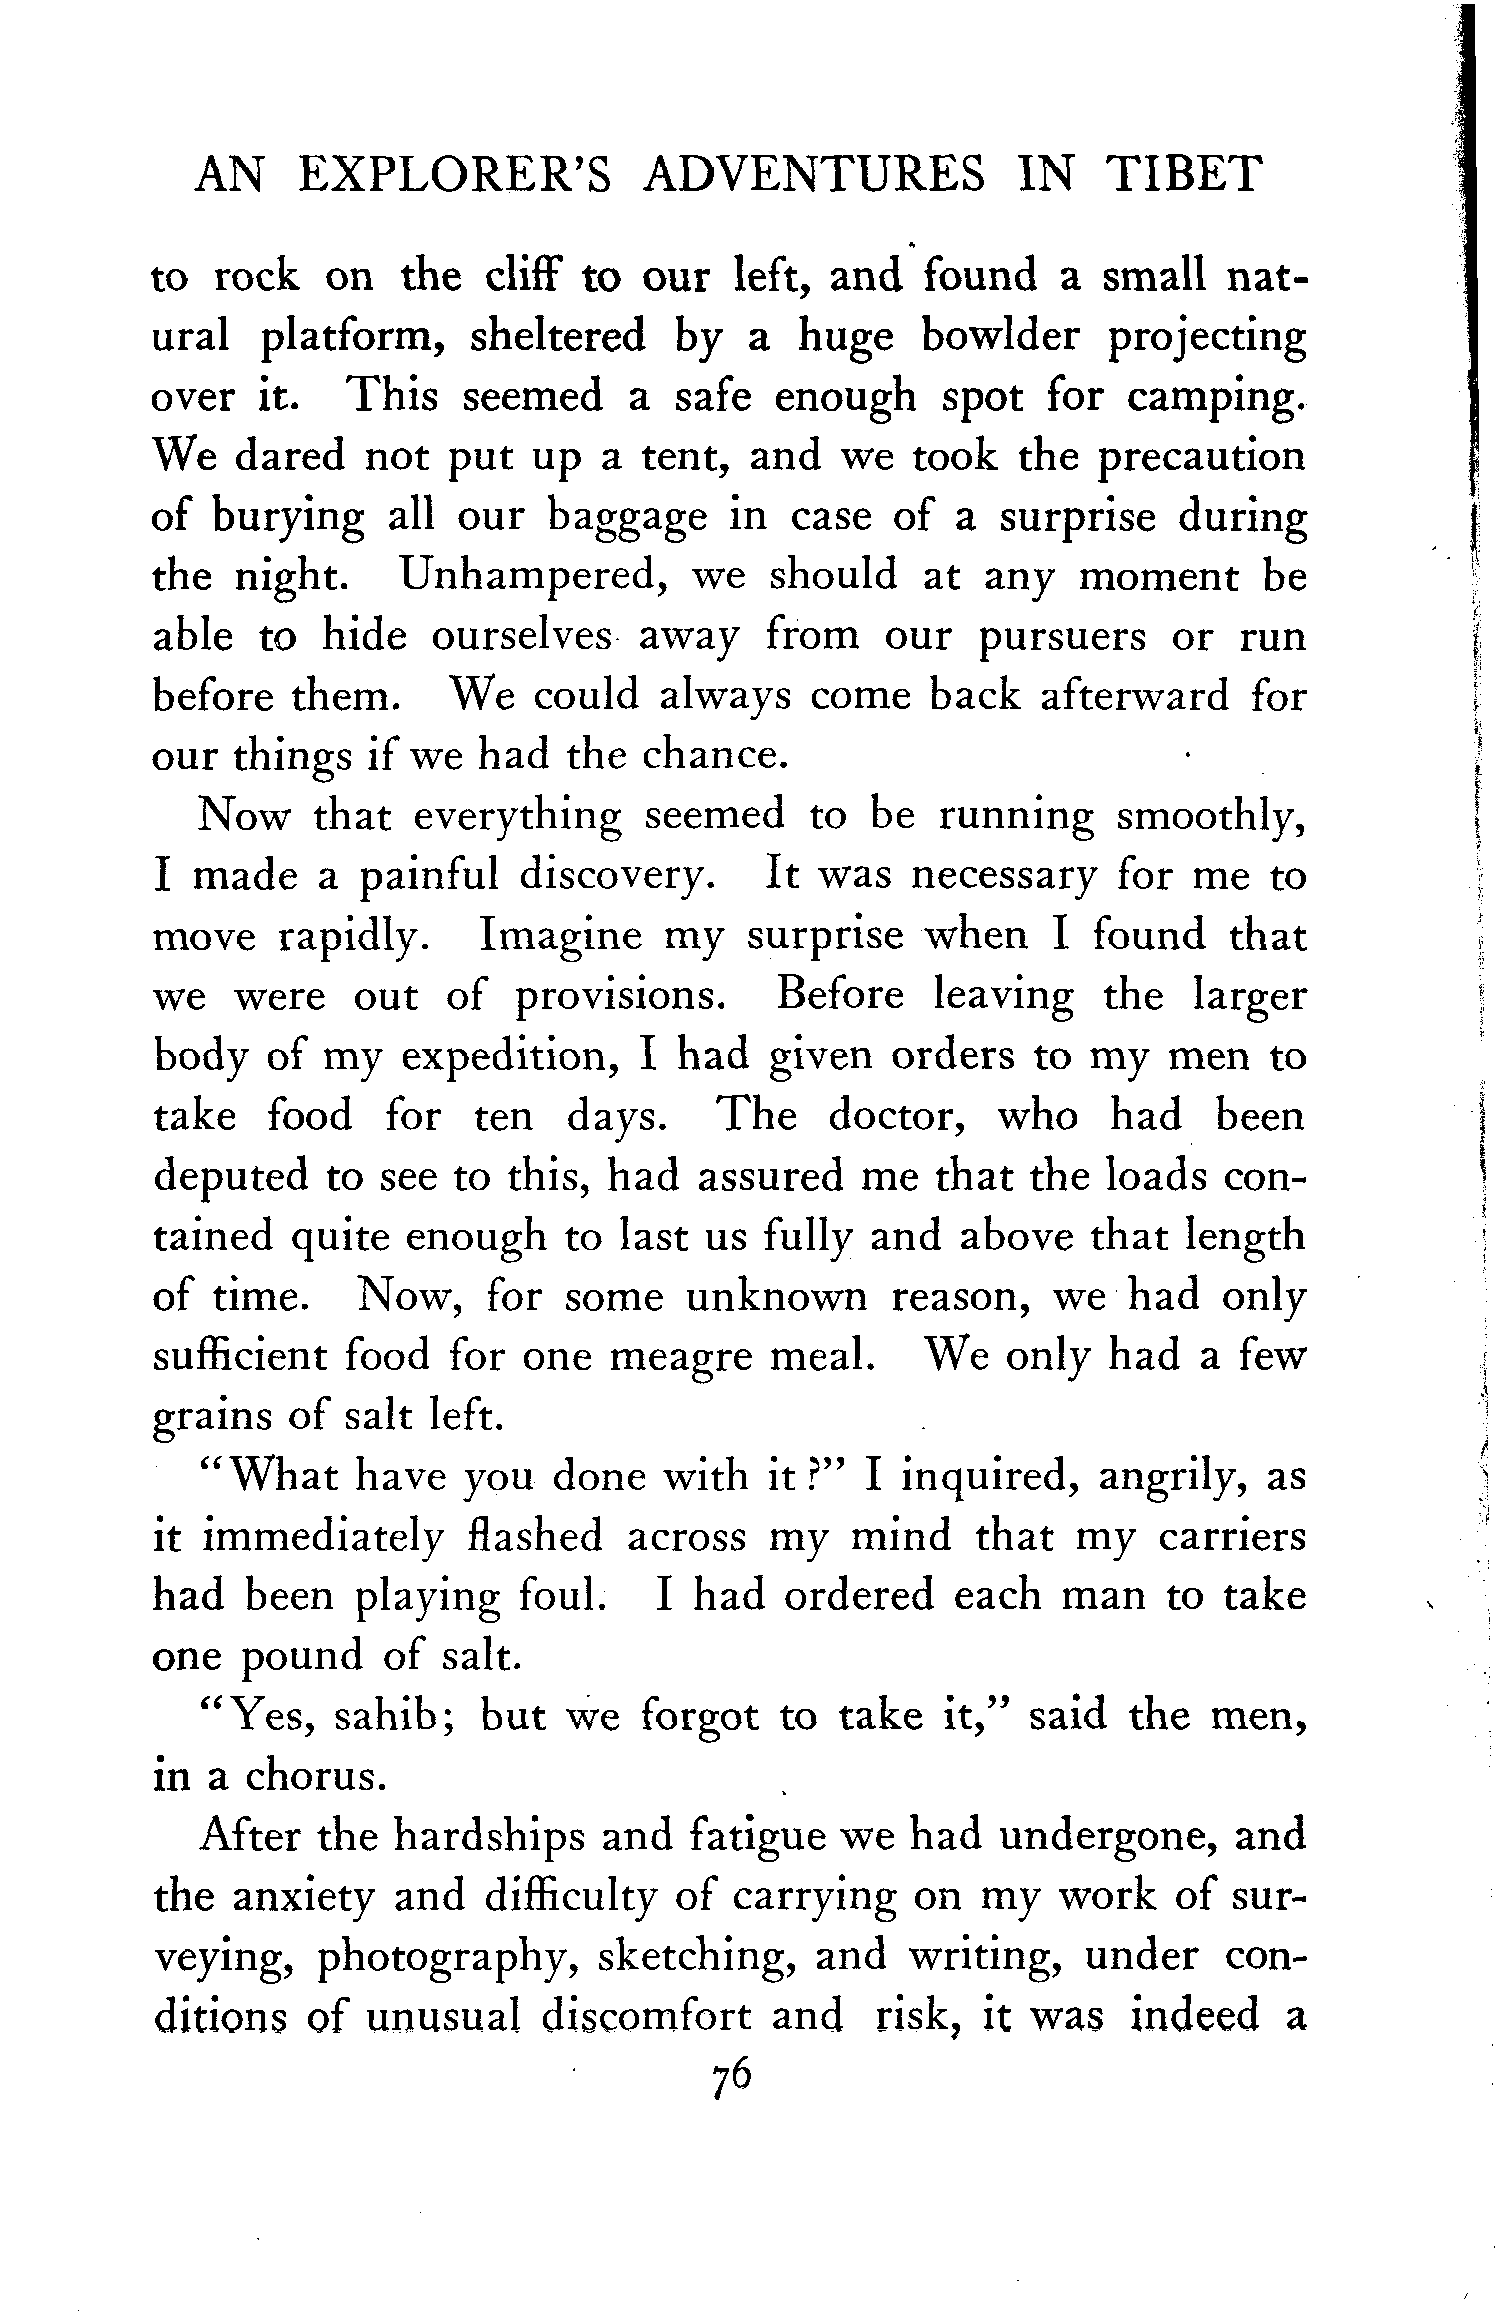 AN EXPLORER'S ADVENTURES IN TIBET
to rock on the cliff to our left, and found a small nat-
ural platform, sheltered by a huge bowlder projecting
over it. This seemed a safe enough spot for camping.
We dared not put up a tent, and we took the precaution
of burying all our baggage in case of a surprise during
the night. Unhampered, we should at any moment be
able to hide ourselves away from our pursuers or run
before them. We could always come back afterward for
our things if we had the chance.
Now that everything seemed to be running smoothly,
I made a painful discovery. It was necessary for me to
move rapidly. Imagine my surprise when I found that
we were out of provisions. Before leaving the larger
body of my expedition, I had given orders to my men to
take food for ten days. The doctor, who had been
deputed to see to this, had assured me that the loads con-
tained quite enough to last us fully and above that length
of time. Now, for some unknown reason, we had only
sufficient food for one meagre meal. We only had a few
grains of salt left.
"What have you done with it?" I inquired, angrily, as
it immediately flashed across my mind that my carriers
had been playing foul. I had ordered each man to take
one pound of salt.
"Yes, sahib; but we forgot to take it," said the men,
in a chorus.
After the hardships and fatigue we had undergone, and
the anxiety and difficulty of carrying on my work of sur-
veying, photography, sketching, and writing, under con-
ditions of unusual discomfort and risk, it was indeed a
76